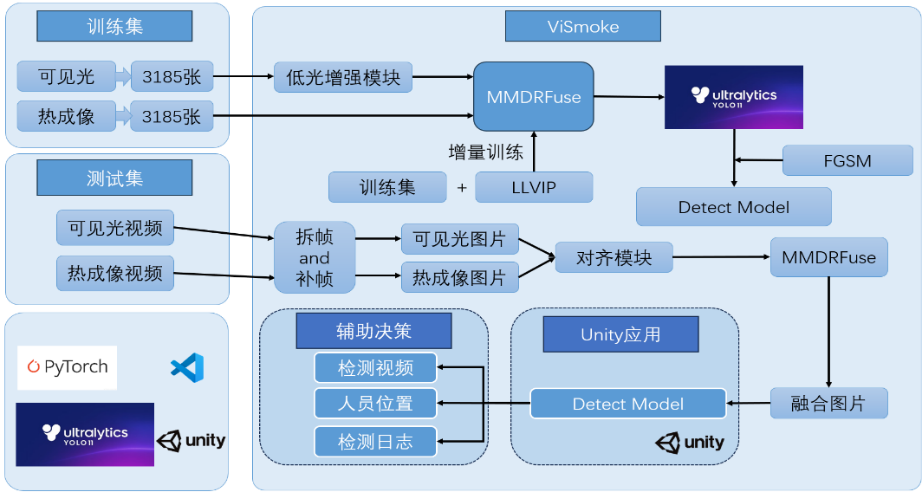 训练集
可见光
3185张
热成像
3185张
测试集
可见光视频
热成像视频
PyTorch
ultralytics
YOLO11
unity
ViSmoke
低光增强模块
MMDRFuse
ultralytics
YOLO11
增量训练
训练集
+
LLVIP
FGSM
Detect Model
拆帧
and
补帧
可见光图片
热成像图片
对齐模块
MMDRFuse
融合图片
辅助决策
检测视频
人员位置
检测日志
Unity应用
Detect Model
unity